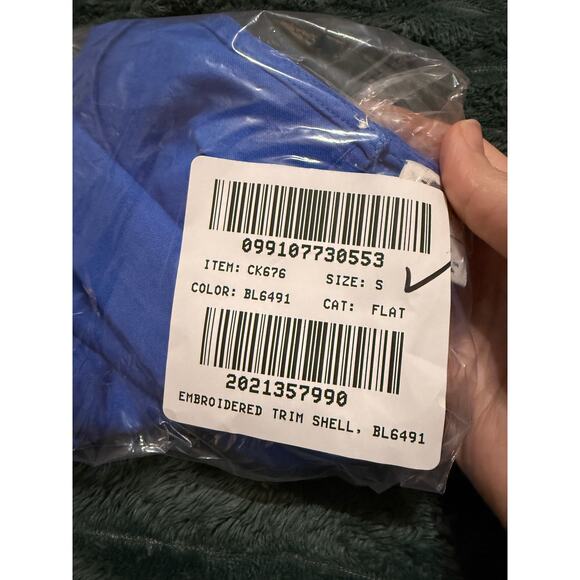 099107730553
ITEM: CK676 SIZE: S
COLOR: BL6491 CAT: FLAT
2021357990
EMBROIDERED TRIM SHELL, BL6491